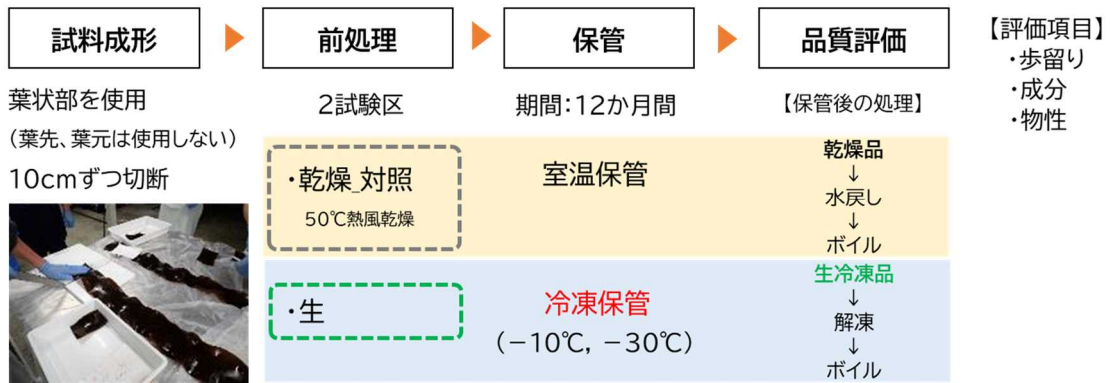 試料成形
前処理
保管
品質評価
【評価項目】
・歩留り
・成分
・物性
葉状部を使用
(葉先、葉元は使用しない)
10cmずつ切断
2試験区
期間:12か月間
【保管後の処理】
・乾燥_対照
50℃熱風乾燥
室温保管
乾燥品
↓
水戻し
↓
ボイル
・生
冷凍保管
(-10℃, -30℃)
生冷凍品
↓
解凍
↓
ボイル